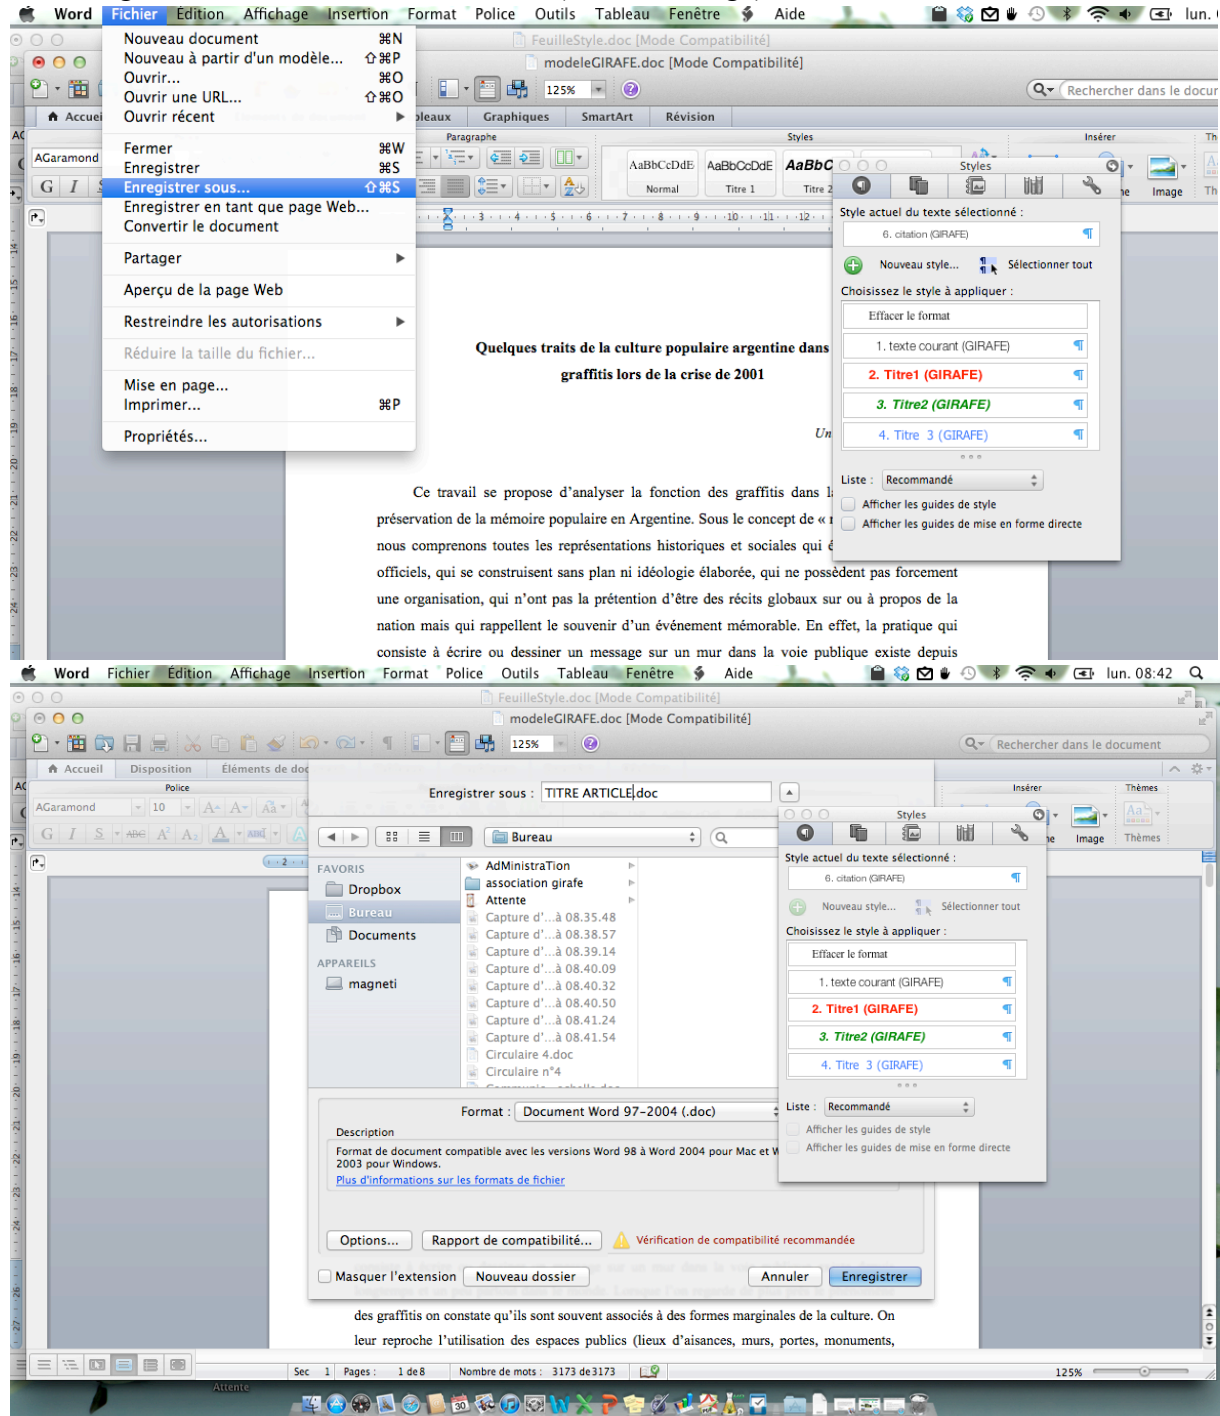 Word Fichier Édition Affichage Insertion Format Police Outils Tableau Fenêtre Aide lun.
FeuilleStyle.doc [Mode Compatibilité]
modeleGIRAFE.doc [Mode Compatibilité]
Nouveau document ⌘N
Nouveau à partir d'un modèle... ⇧⌘P
Ouvrir... ⌘O
Ouvrir une URL... ⇧⌘O
Ouvrir récent ▶
Fermer ⌘W
Enregistrer ⌘S
Enregistrer sous... ⇧⌘S
Enregistrer en tant que page Web...
Convertir le document
Partager ▶
Aperçu de la page Web
Restreindre les autorisations ▶
Réduire la taille du fichier...
Mise en page...
Imprimer... ⌘P
Propriétés...
125%
Rechercher dans le docur
Accuei
oleaux Graphiques SmartArt Révision
Paragraphe Styles Insérer Th
AGaramond
G I S
AaBbCcDdE AaBbCcDdE AaBbC
Normal Titre 1 Titre 2
Image Th
3 4 5 6 7 8 9 10 11 12
Styles
Style actuel du texte sélectionné :
6. citation (GIRAFE)
Nouveau style... Sélectionner tout
Choisissez le style à appliquer :
Effacer le format
1. texte courant (GIRAFE)
2. Titre1 (GIRAFE)
3. Titre2 (GIRAFE)
4. Titre 3 (GIRAFE)
Liste : Recommandé
Afficher les guides de style
Afficher les guides de mise en forme directe
Quelques traits de la culture populaire argentine dans
graffitis lors de la crise de 2001
Un
Ce travail se propose d'analyser la fonction des graffitis dans l
préservation de la mémoire populaire en Argentine. Sous le concept de «
nous comprenons toutes les représentations historiques et sociales qui é
officiels, qui se construisent sans plan ni idéologie élaborée, qui ne possèdent pas forcement
une organisation, qui n'ont pas la prétention d'être des récits globaux sur ou à propos de la
nation mais qui rappellent le souvenir d'un événement mémorable. En effet, la pratique qui
consiste à écrire ou dessiner un message sur un mur dans la voie publique existe depuis
Word Fichier Édition Affichage Insertion Format Police Outils Tableau Fenêtre Aide lun. 08:42
FeuilleStyle.doc [Mode Compatibilité]
modeleGIRAFE.doc [Mode Compatibilité]
125%
Rechercher dans le document
Accueil Disposition Éléments de doc
Police Insérer Thèmes
AGaramond 10
G I S ABC A² A₂
Image Thèmes
Enregistrer sous : TITRE ARTICLE.doc
Bureau
FAVORIS
Dropbox
Bureau
Documents
APPAREILS
magneti
AdMinistraTion
association girafe
Attente
Capture d'...à 08.35.48
Capture d'...à 08.38.57
Capture d'...à 08.39.14
Capture d'...à 08.40.09
Capture d'...à 08.40.32
Capture d'...à 08.40.50
Capture d'...à 08.41.24
Capture d'...à 08.41.54
Circulaire 4.doc
Circulaire n°4
Format : Document Word 97-2004 (.doc)
Description
Format de document compatible avec les versions Word 98 à Word 2004 pour Mac et W
2003 pour Windows.
Plus d'informations sur les formats de fichier
Options... Rapport de compatibilité... Vérification de compatibilité recommandée
Masquer l'extension Nouveau dossier Annuler Enregistrer
Styles
Style actuel du texte sélectionné :
6. citation (GIRAFE)
Nouveau style... Sélectionner tout
Choisissez le style à appliquer :
Effacer le format
1. texte courant (GIRAFE)
2. Titre1 (GIRAFE)
3. Titre2 (GIRAFE)
4. Titre 3 (GIRAFE)
Liste : Recommandé
Afficher les guides de style
Afficher les guides de mise en forme directe
des graffitis on constate qu'ils sont souvent associés à des formes marginales de la culture. On
leur reproche l'utilisation des espaces publics (lieux d'aisances, murs, portes, monuments,
Sec 1 Pages : 1 de 8 Nombre de mots : 3173 de 3173 125%
Attente